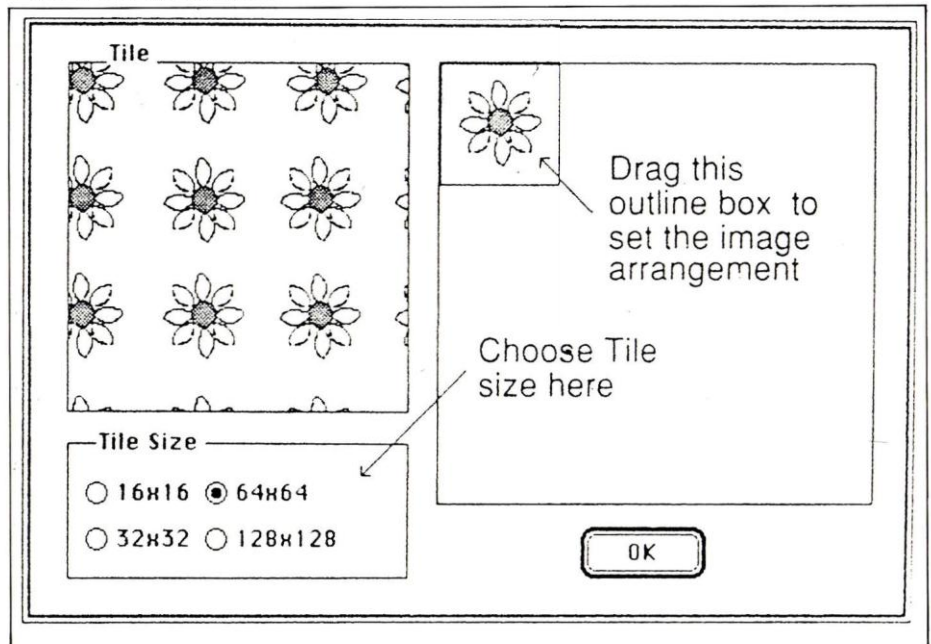 Tile
Drag this
outline box to
set the image
arrangement
Choose Tile
size here
Tile Size
16x16 64x64
32x32 128x128
OK